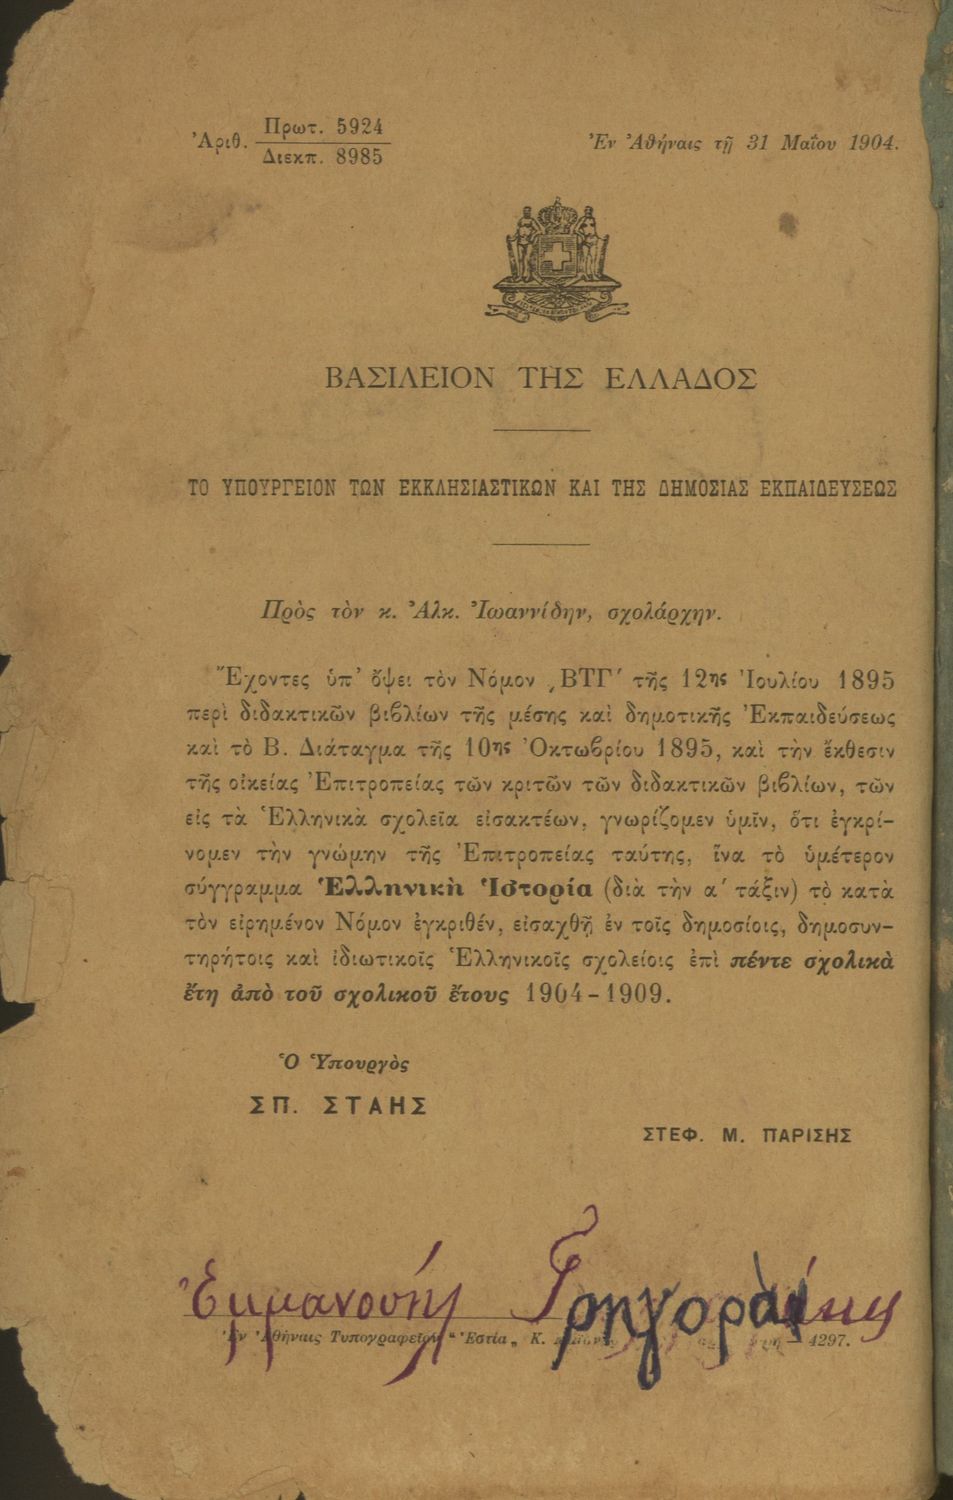 Ἀριθ. Πρωτ. 5924
Διεκπ. 8985
Ἐν Ἀθήναις τῇ 31 Μαΐου 1904.
ΒΑΣΙΛΕΙΟΝ ΤΗΣ ΕΛΛΑΔΟΣ
ΤΟ ΥΠΟΥΡΓΕΙΟΝ ΤΩΝ ΕΚΚΛΗΣΙΑΣΤΙΚΩΝ ΚΑΙ ΤΗΣ ΔΗΜΟΣΙΑΣ ΕΚΠΑΙΔΕΥΣΕΩΣ
Πρὸς τὸν κ. Ἀλκ. Ἰωαννίδην, σχολάρχην.
Ἔχοντες ὑπ' ὄψει τὸν Νόμον ͵ΒΤΓ΄ τῆς 12ης Ἰουλίου 1895
περὶ διδακτικῶν βιβλίων τῆς μέσης καὶ δημοτικῆς Ἐκπαιδεύσεως
καὶ τὸ Β. Διάταγμα τῆς 10ης Ὀκτωβρίου 1895, καὶ τὴν ἔκθεσιν
τῆς οἰκείας Ἐπιτροπείας τῶν κριτῶν τῶν διδακτικῶν βιβλίων, τῶν
εἰς τὰ Ἑλληνικὰ σχολεῖα εἰσακτέων, γνωρίζομεν ὑμῖν, ὅτι ἐγκρί-
νομεν τὴν γνώμην τῆς Ἐπιτροπείας ταύτης, ἵνα τὸ ὑμέτερον
σύγγραμμα Ἑλληνικὴ Ἱστορία (διὰ τὴν α΄ τάξιν) τὸ κατὰ
τὸν εἰρημένον Νόμον ἐγκριθέν, εἰσαχθῇ ἐν τοῖς δημοσίοις, δημοσυν-
τηρήτοις καὶ ἰδιωτικοῖς Ἑλληνικοῖς σχολείοις ἐπὶ πέντε σχολικὰ
ἔτη ἀπὸ τοῦ σχολικοῦ ἔτους 1904-1909.
Ὁ Ὑπουργὸς
ΣΠ. ΣΤΑΗΣ
ΣΤΕΦ. Μ. ΠΑΡΙΣΗΣ
Ἐμμανουήλ Γρηγοράκης
Ἐν Ἀθήναις Τυπογραφεῖον "Ἑστία„ Κ. 4297.